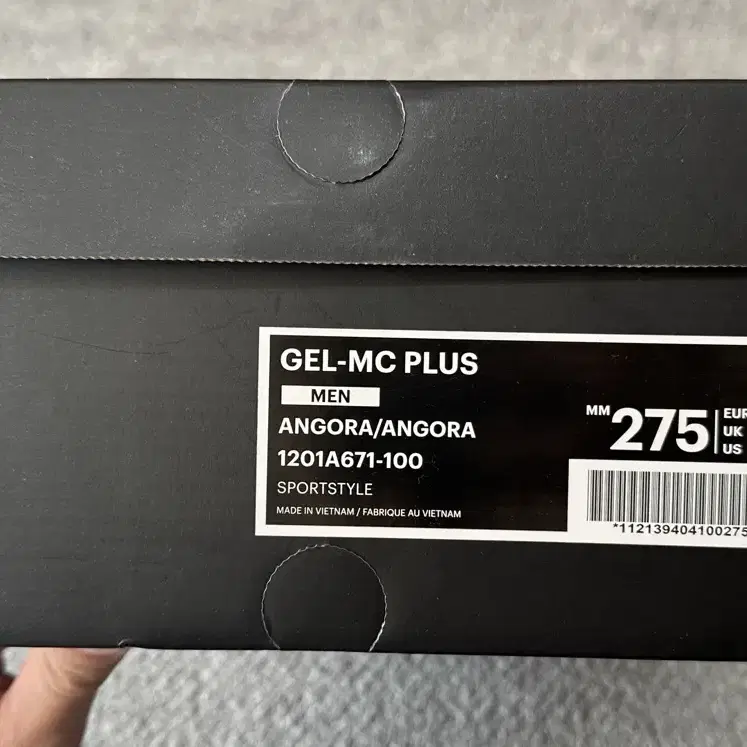 GEL-MC PLUS
MEN
ANGORA/ANGORA
1201A671-100
SPORTSTYLE
MADE IN VIETNAM / FABRIQUE AU VIETNAM
MM 275
EUR
UK
US
*112139404100275